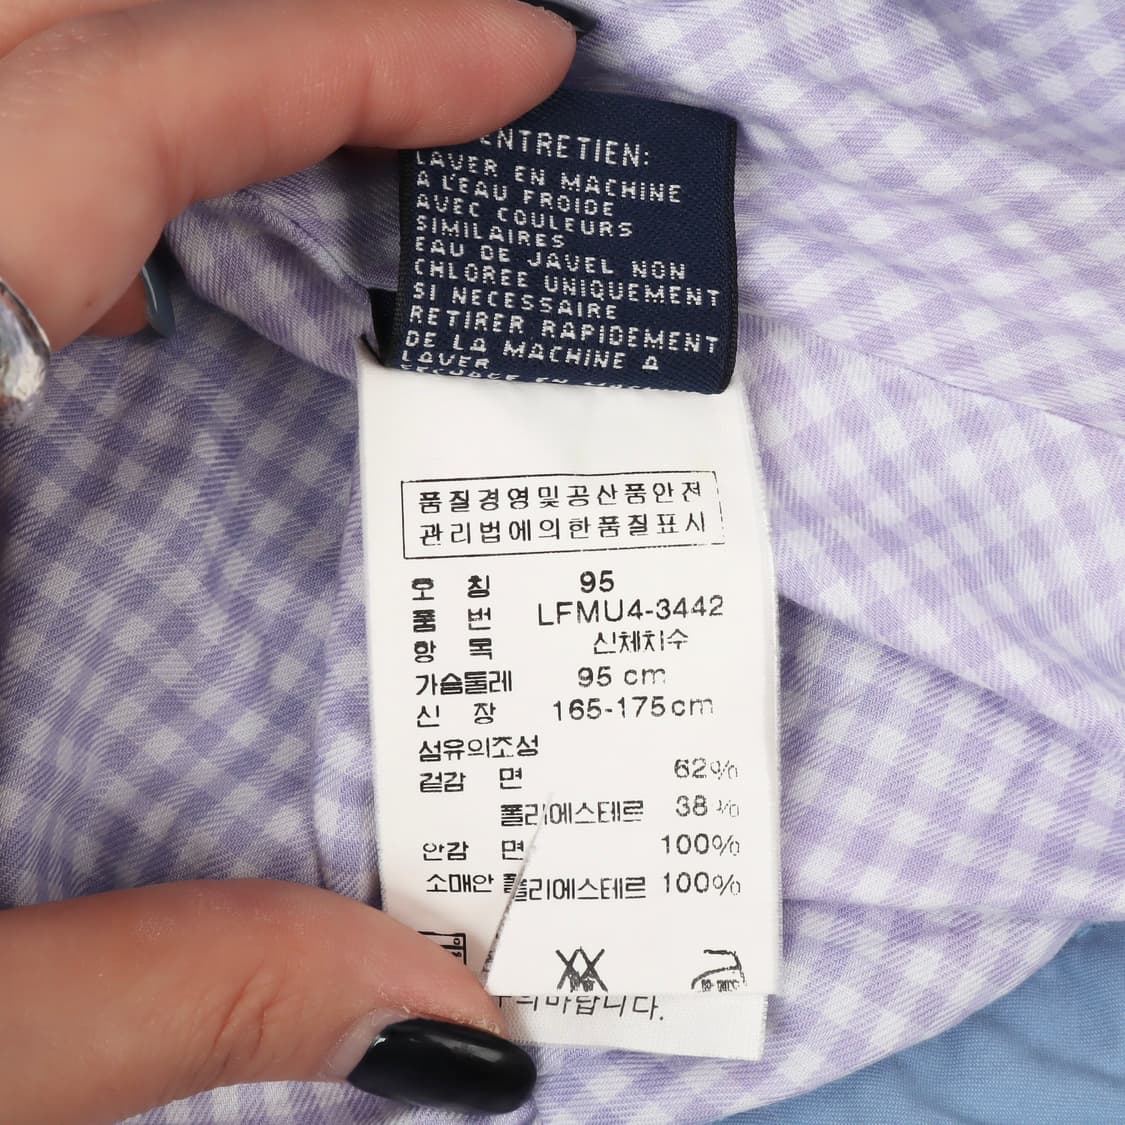 ENTRETIEN:
LAVER EN MACHINE
A L'EAU FROIDE
AVEC COULEURS
SIMILAIRES
EAU DE JAVEL NON
CHLOREE UNIQUEMENT
SI NECESSAIRE
RETIRER RAPIDEMENT
DE LA MACHINE A
LAVER
품질경영및공산품안전
관리법에의한품질표시
호 칭 95
품 번 LFMU4-3442
항 목 신체치수
가슴둘레 95 cm
신 장 165-175cm
섬유의조성
겉감 면 62%
폴리에스테르 38%
안감 면 100%
소매안 폴리에스테르 100%